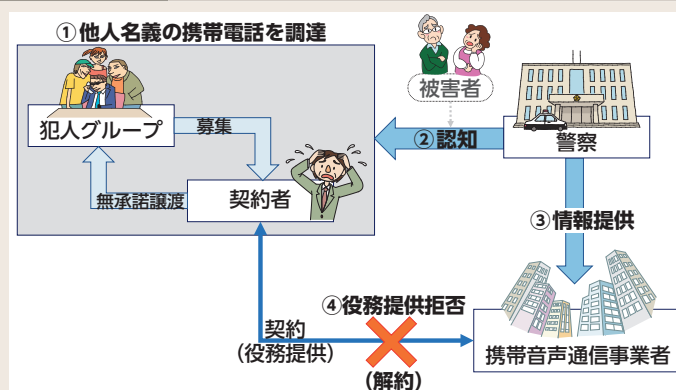 ①他人名義の携帯電話を調達
被害者
犯人グループ
募集
②認知
警察
無承諾譲渡
契約者
③情報提供
④役務提供拒否
契約
(役務提供)
(解約)
携帯音声通信事業者